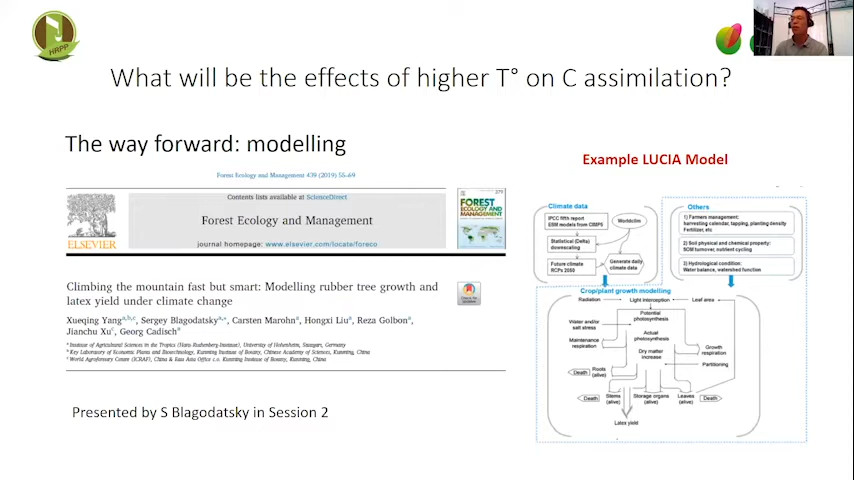 HRPP
What will be the effects of higher T° on C assimilation?
The way forward: modelling
Forest Ecology and Management 439 (2019) 55–69
Contents lists available at ScienceDirect
Forest Ecology and Management
journal homepage: www.elsevier.com/locate/foreco
ELSEVIER
FOREST
ECOLOGY AND
MANAGEMENT
Climbing the mountain fast but smart: Modelling rubber tree growth and
latex yield under climate change
Check for
updates
Xueqing Yang a,b,c, Sergey Blagodatsky a,*, Carsten Marohn a, Hongxi Liu a, Reza Golbon a,
Jianchu Xu c, Georg Cadisch a
a Institute of Agricultural Sciences in the Tropics (Hans-Ruthenberg-Institute), University of Hohenheim, Stuttgart, Germany
b Key Laboratory of Economic Plants and Biotechnology, Kunming Institute of Botany, Chinese Academy of Sciences, Kunming, China
c World Agroforestry Centre (ICRAF), China & East Asia Office c.o. Kunming Institute of Botany, Kunming, China
Presented by S Blagodatsky in Session 2
Example LUCIA Model
Climate data
IPCC fifth report
ESM models from CIMP5
Worldclim
Statistical (Delta)
downscaling
Future climate
RCPs 2050
Generate daily
climate data
Others
1) Farmers management:
harvesting calendar, tapping, planting density
Fertilizer, etc
2) Soil physical and chemical property:
SOM turnover, nutrient cycling
3) Hydrological condition:
Water balance, watershed function
Crop/plant growth modelling
Radiation
Light interception
Leaf area
Potential
photosynthesis
Water and/or
salt stress
Actual
photosynthesis
Maintenance
respiration
Growth
respiration
Dry matter
increase
Partitioning
Roots
(alive)
Death
Death
Stems
(alive)
Storage organs
(alive)
Leaves
(alive)
Death
Latex yield